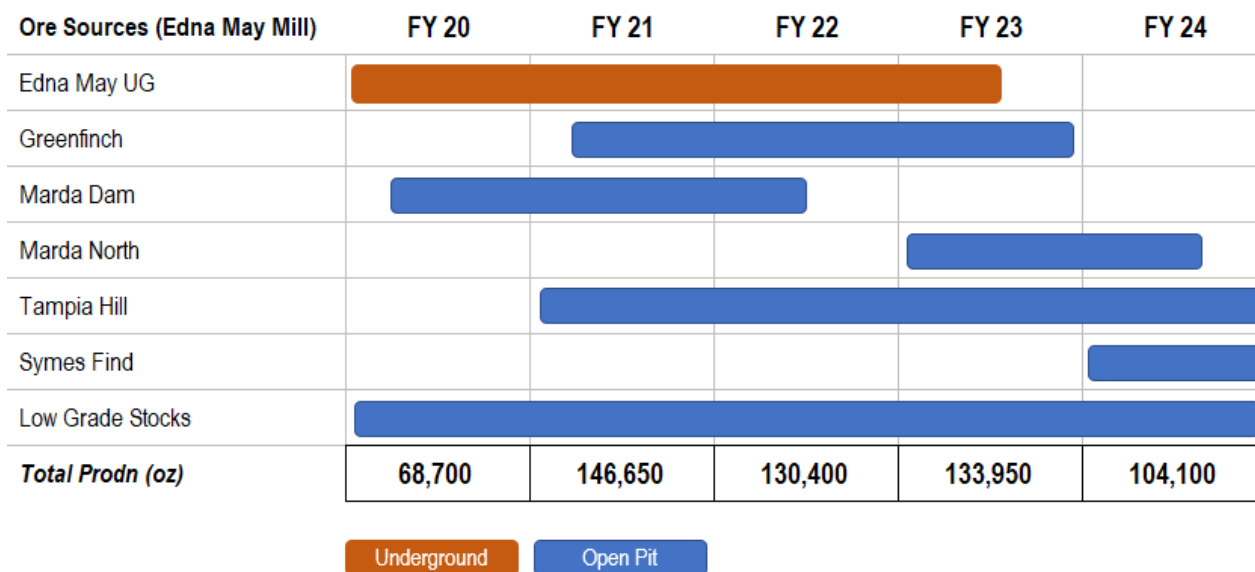 Ore Sources (Edna May Mill) FY 20 FY 21 FY 22 FY 23 FY 24
Edna May UG
Greenfinch
Marda Dam
Marda North
Tampia Hill
Symes Find
Low Grade Stocks
Total Prodn (oz) 68,700 146,650 130,400 133,950 104,100
Underground Open Pit